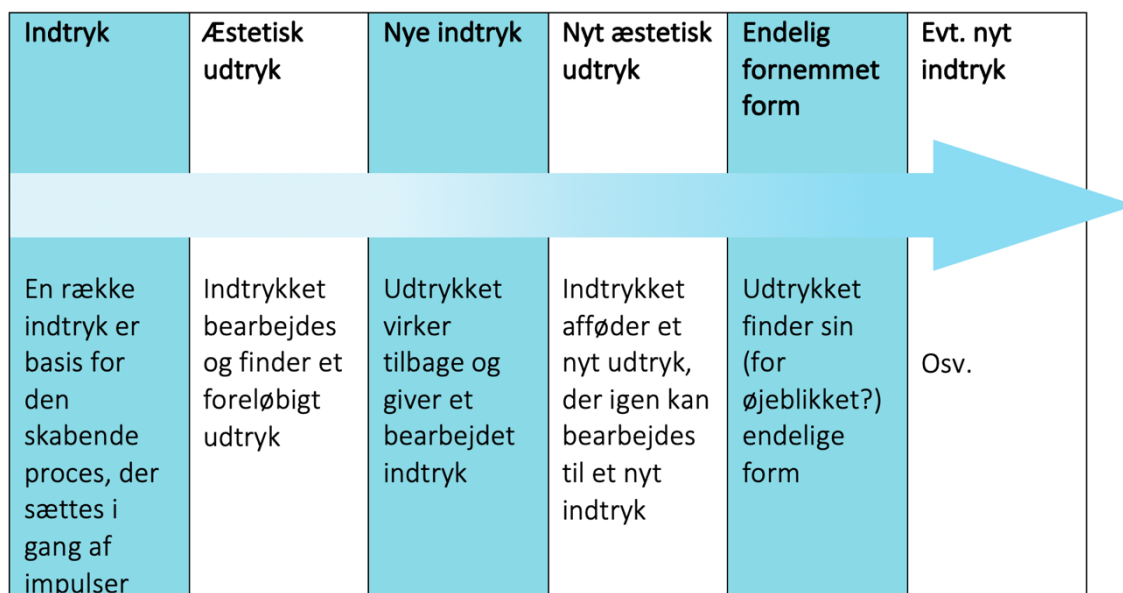 Indtryk
Æstetisk
udtryk
Nye indtryk
Nyt æstetisk
udtryk
Endelig
fornemmet
form
Evt. nyt
indtryk
En række
indtryk er
basis for
den
skabende
proces, der
sættes i
gang af
impulser
Indtrykket
bearbejdes
og finder et
foreløbigt
udtryk
Udtrykket
virker
tilbage og
giver et
bearbejdet
indtryk
Indtrykket
afføder et
nyt udtryk,
der igen kan
bearbejdes
til et nyt
indtryk
Udtrykket
finder sin
(for
øjeblikket?)
endelige
form
Osv.